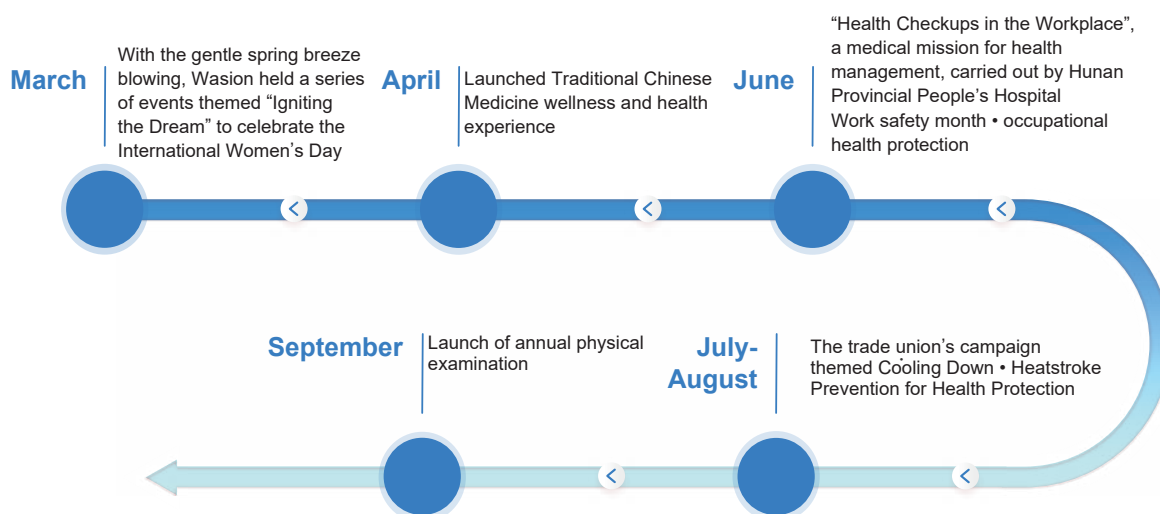 March
With the gentle spring breeze
blowing, Wasion held a series
of events themed “Igniting
the Dream” to celebrate the
International Women’s Day
April
Launched Traditional Chinese
Medicine wellness and health
experience
June
“Health Checkups in the Workplace”,
a medical mission for health
management, carried out by Hunan
Provincial People’s Hospital
Work safety month • occupational
health protection
July-
August
The trade union’s campaign
themed Cooling Down • Heatstroke
Prevention for Health Protection
September
Launch of annual physical
examination